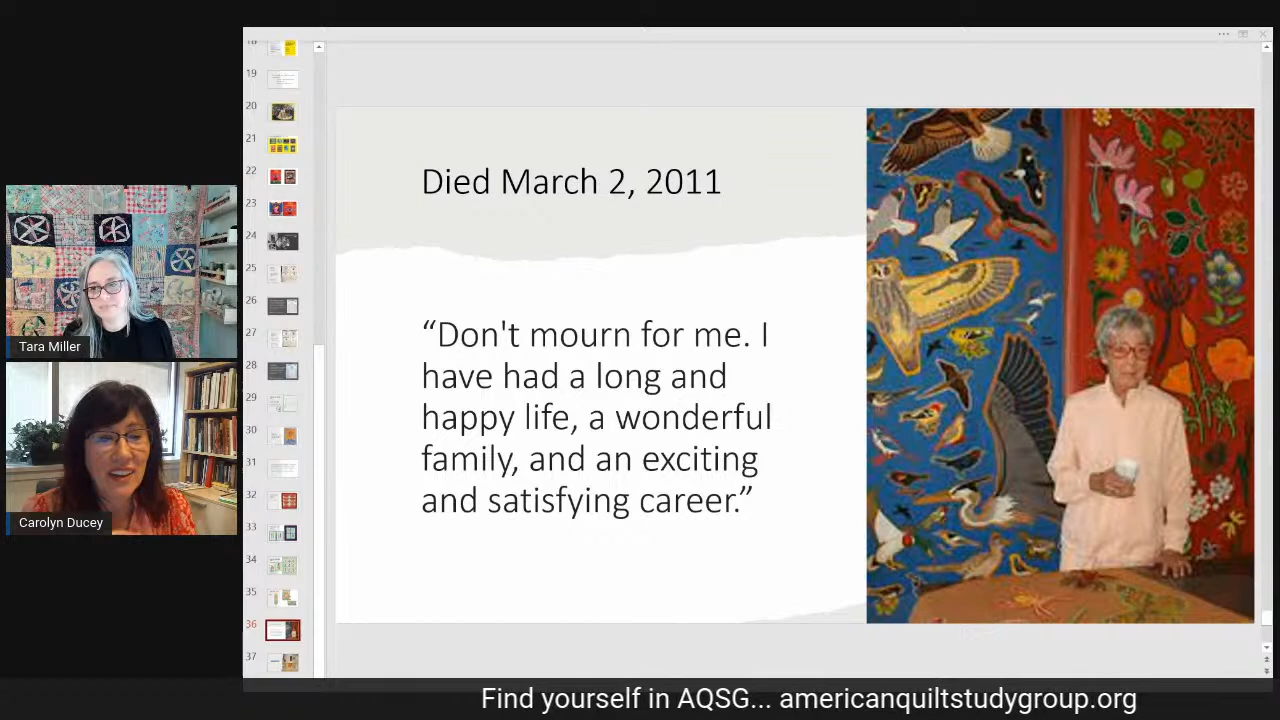 19
20
21
22
23
24
25
26
27
28
29
30
31
32
33
34
35
36
37
Tara Miller
Carolyn Ducey
Died March 2, 2011
“Don't mourn for me. I
have had a long and
happy life, a wonderful
family, and an exciting
and satisfying career.”
Find yourself in AQSG... americanquiltstudygroup.org